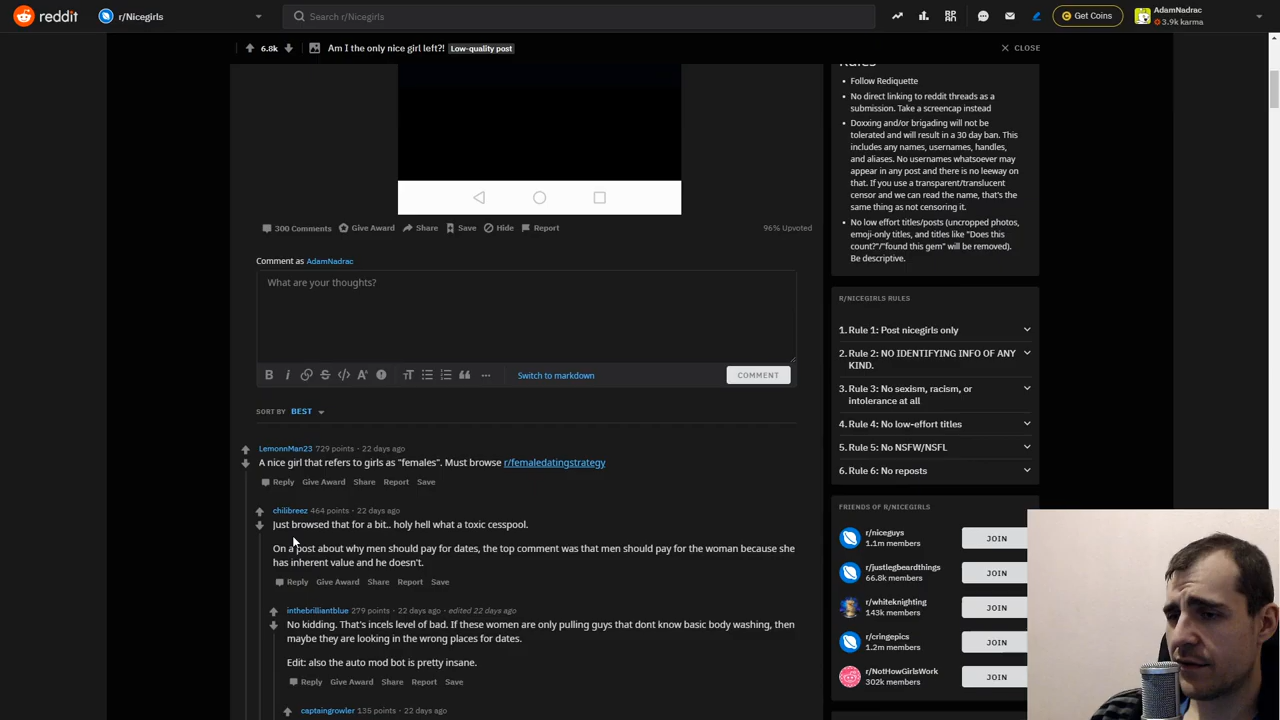 reddit
r/Nicegirls
Search r/Nicegirls
Get Coins
AdamNadrac
3.9k karma
6.8k
Am I the only nice girl left?! Low-quality post
CLOSE
Follow Rediquette
No direct linking to reddit threads as a
submission. Take a screencap instead
Doxxing and/or brigading will not be
tolerated and will result in a 30 day ban. This
includes any names, usernames, handles,
and aliases. No usernames whatsoever may
appear in any post and there is no leeway on
that. If you use a transparent/translucent
censor and we can read the name, that's the
same thing as not censoring it.
No low effort titles/posts (uncropped photos,
emoji-only titles, and titles like "Does this
count?"/"found this gem" will be removed).
Be descriptive.
300 Comments Give Award Share Save Hide Report 96% Upvoted
Comment as AdamNadrac
What are your thoughts?
Switch to markdown
COMMENT
SORT BY BEST
LemonnMan23 729 points · 22 days ago
A nice girl that refers to girls as "females". Must browse r/femaledatingstrategy
Reply Give Award Share Report Save
chilibreez 464 points · 22 days ago
Just browsed that for a bit.. holy hell what a toxic cesspool.
On a post about why men should pay for dates, the top comment was that men should pay for the woman because she
has inherent value and he doesn't.
Reply Give Award Share Report Save
inthebrilliantblue 279 points · 22 days ago · edited 22 days ago
No kidding. That's incels level of bad. If these women are only pulling guys that dont know basic body washing, then
maybe they are looking in the wrong places for dates.
Edit: also the auto mod bot is pretty insane.
Reply Give Award Share Report Save
captaingrowler 135 points · 22 days ago
R/NICEGIRLS RULES
1. Rule 1: Post nicegirls only
2. Rule 2: NO IDENTIFYING INFO OF ANY
KIND.
3. Rule 3: No sexism, racism, or
intolerance at all
4. Rule 4: No low-effort titles
5. Rule 5: No NSFW/NSFL
6. Rule 6: No reposts
FRIENDS OF R/NICEGIRLS
r/niceguys
1.1m members
JOIN
r/justlegbeardthings
66.8k members
JOIN
r/whiteknighting
143k members
JOIN
r/cringepics
1.2m members
JOIN
r/NotHowGirlsWork
302k members
JOIN